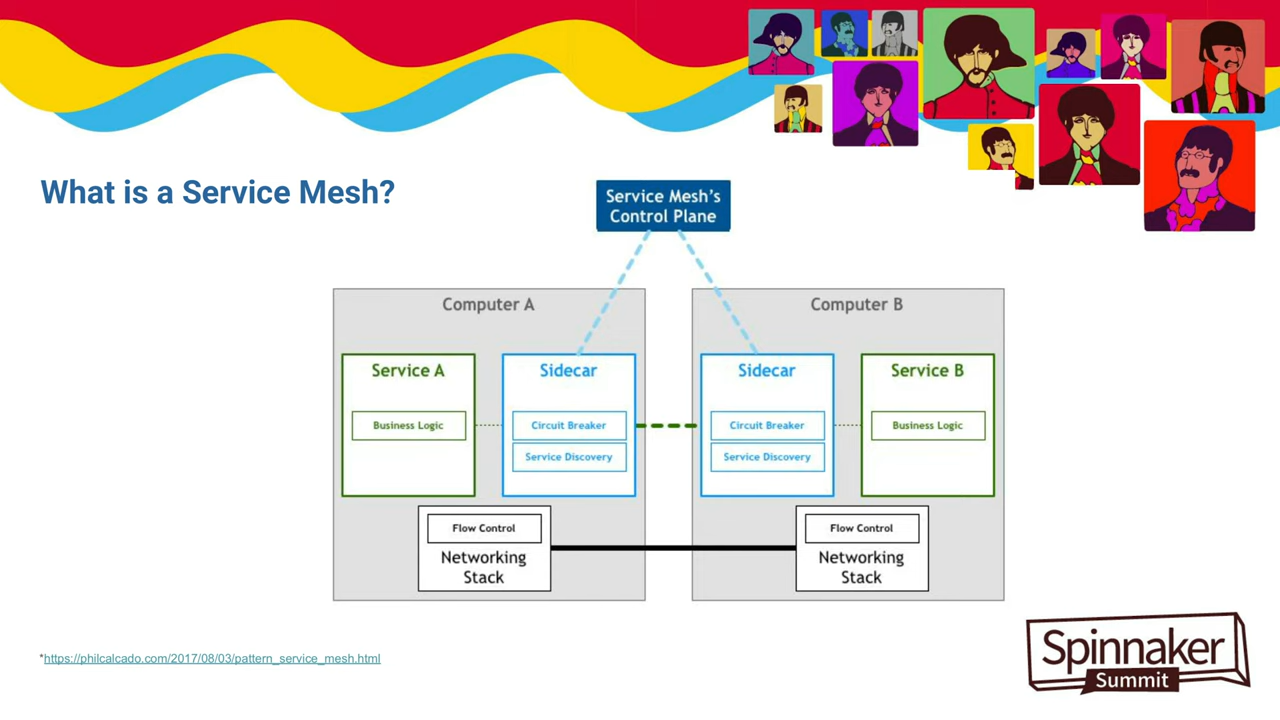 What is a Service Mesh?
Service Mesh's
Control Plane
Computer A
Computer B
Service A
Sidecar
Sidecar
Service B
Business Logic
Circuit Breaker
Circuit Breaker
Business Logic
Service Discovery
Service Discovery
Flow Control
Flow Control
Networking
Stack
Networking
Stack
*https://philcalcado.com/2017/08/03/pattern_service_mesh.html
Spinnaker
Summit